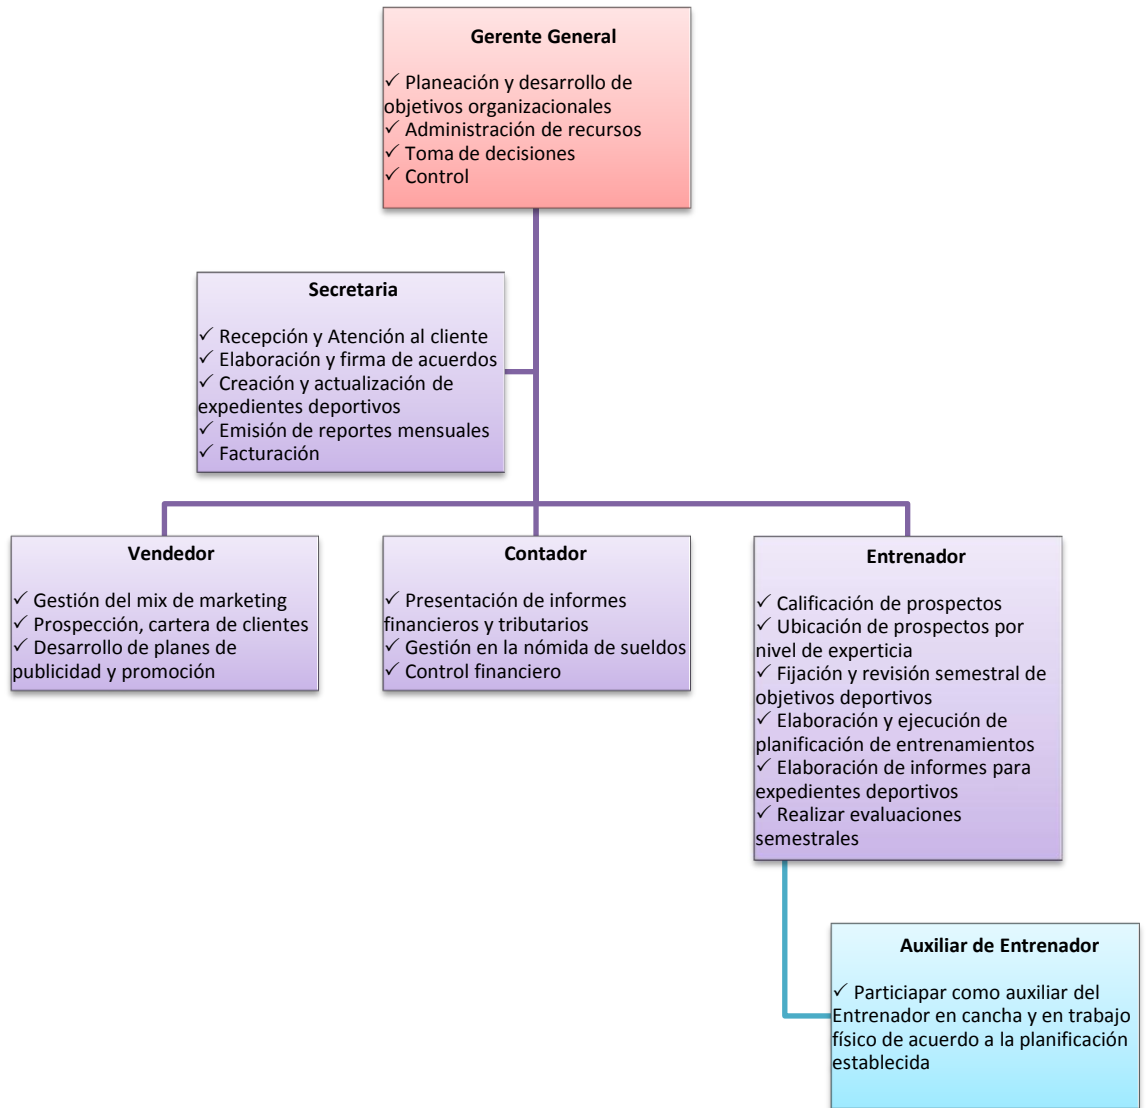 Gerente General
✓ Planeación y desarrollo de
objetivos organizacionales
✓ Administración de recursos
✓ Toma de decisiones
✓ Control
Secretaria
✓ Recepción y Atención al cliente
✓ Elaboración y firma de acuerdos
✓ Creación y actualización de
expedientes deportivos
✓ Emisión de reportes mensuales
✓ Facturación
Vendedor
✓ Gestión del mix de marketing
✓ Prospección, cartera de clientes
✓ Desarrollo de planes de
publicidad y promoción
Contador
✓ Presentación de informes
financieros y tributarios
✓ Gestión en la nómida de sueldos
✓ Control financiero
Entrenador
✓ Calificación de prospectos
✓ Ubicación de prospectos por
nivel de experticia
✓ Fijación y revisión semestral de
objetivos deportivos
✓ Elaboración y ejecución de
planificación de entrenamientos
✓ Elaboración de informes para
expedientes deportivos
✓ Realizar evaluaciones
semestrales
Auxiliar de Entrenador
✓ Particiapar como auxiliar del
Entrenador en cancha y en trabajo
físico de acuerdo a la planificación
establecida